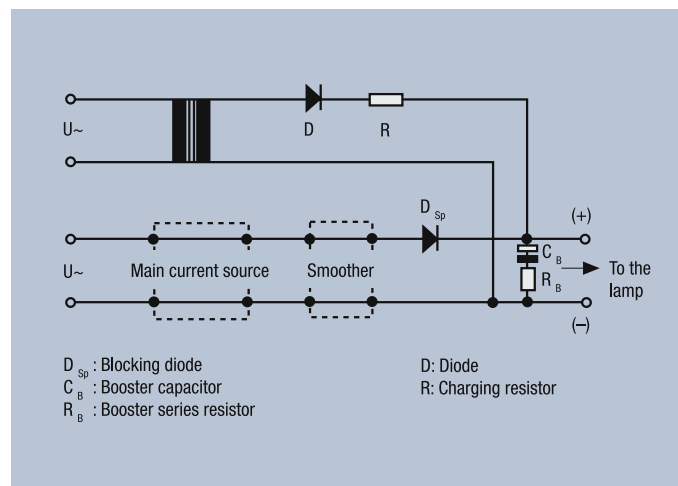 D
R
U~
D Sp
(+)
C B
U~
Main current source
Smoother
R B
To the
lamp
(–)
D Sp : Blocking diode
C B : Booster capacitor
R B : Booster series resistor
D: Diode
R: Charging resistor